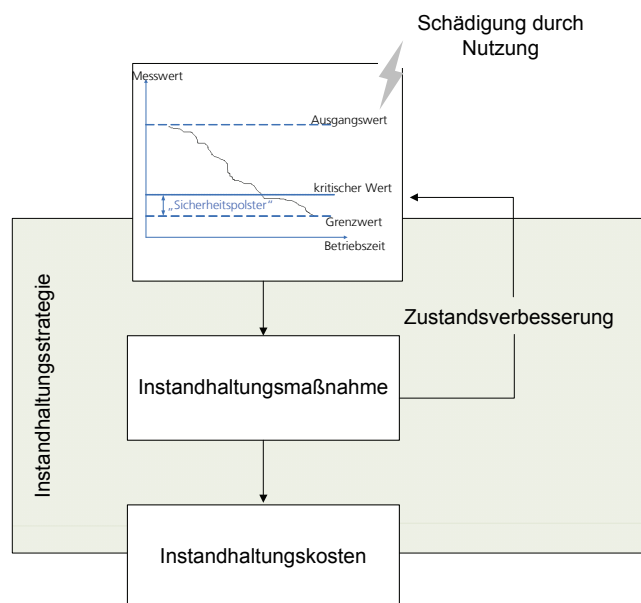 Schädigung durch
Nutzung
Messwert
Ausgangswert
kritischer Wert
„Sicherheitspolster“
Grenzwert
Betriebszeit
Instandhaltungsstrategie
Zustandsverbesserung
Instandhaltungsmaßnahme
Instandhaltungskosten